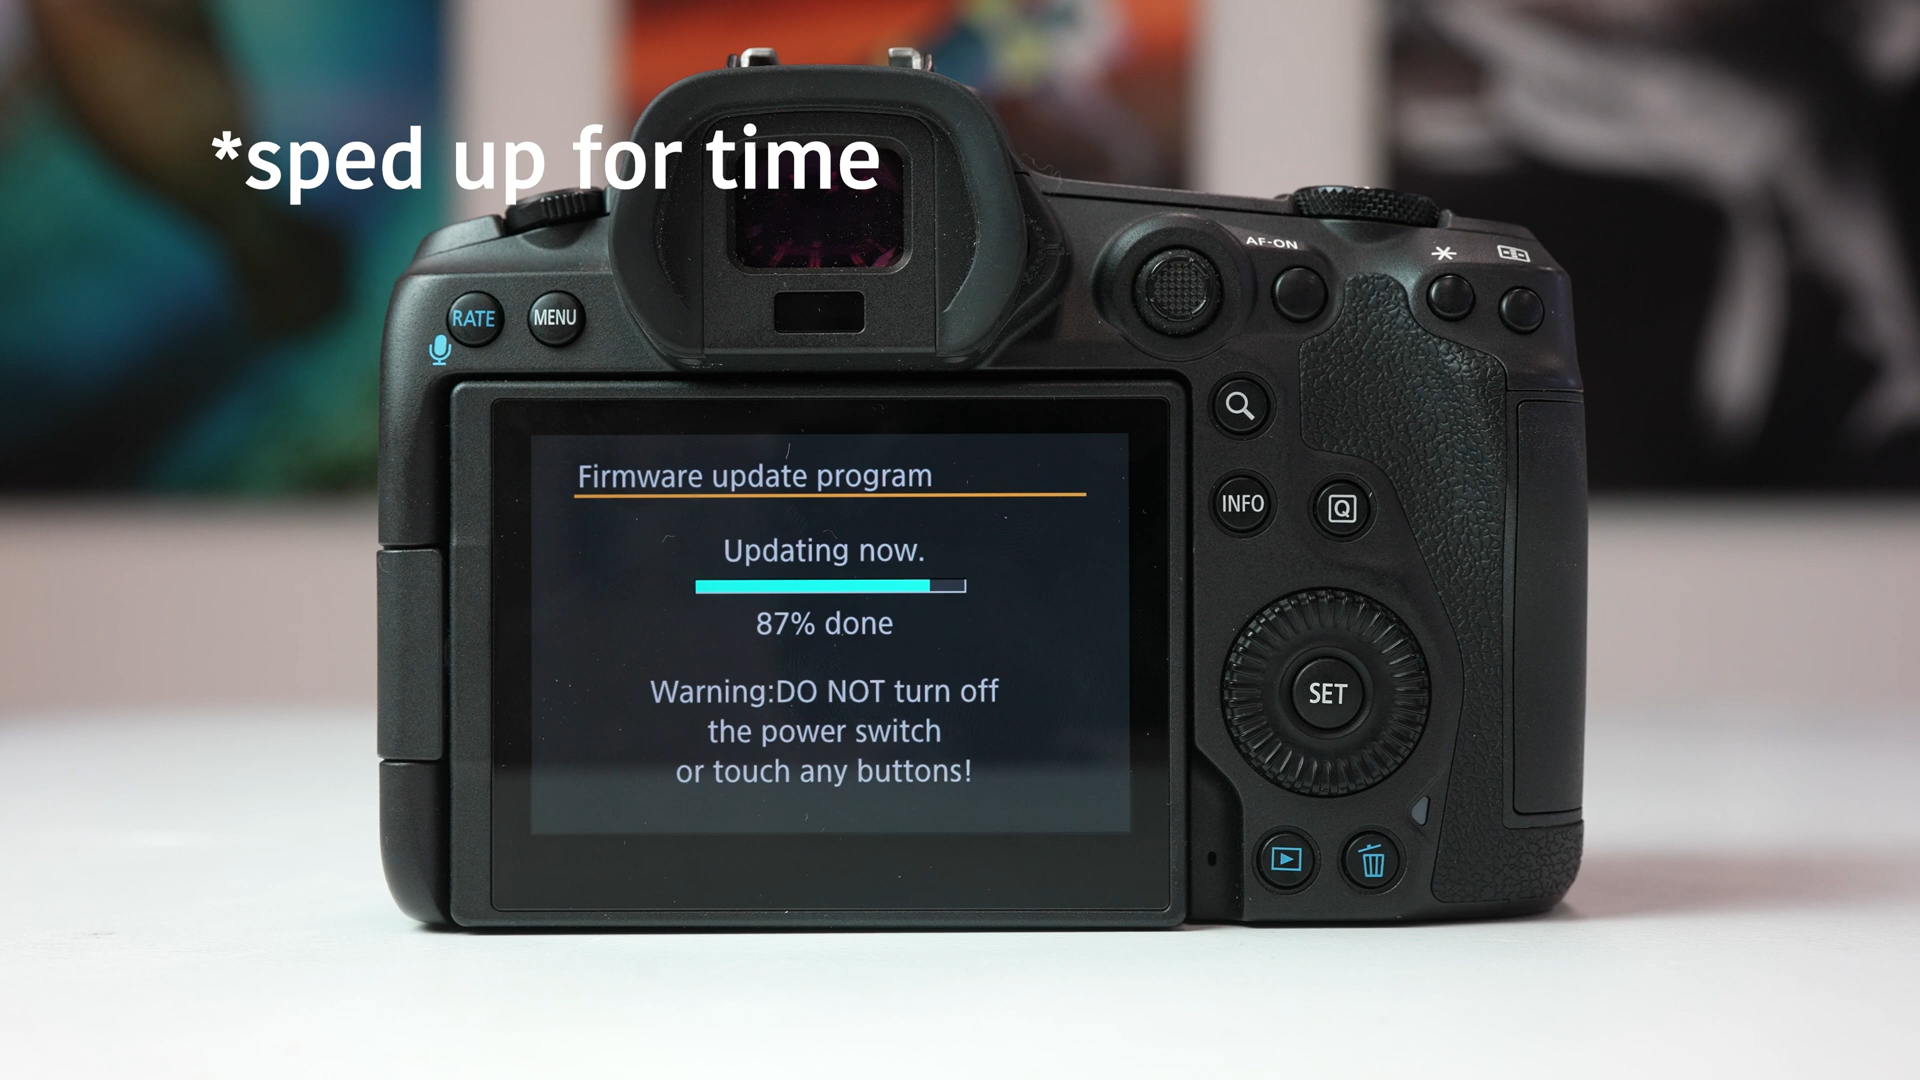 *sped up for time
AF-ON
RATE
MENU
Firmware update program
Updating now.
87% done
Warning:DO NOT turn off
the power switch
or touch any buttons!
INFO
Q
SET